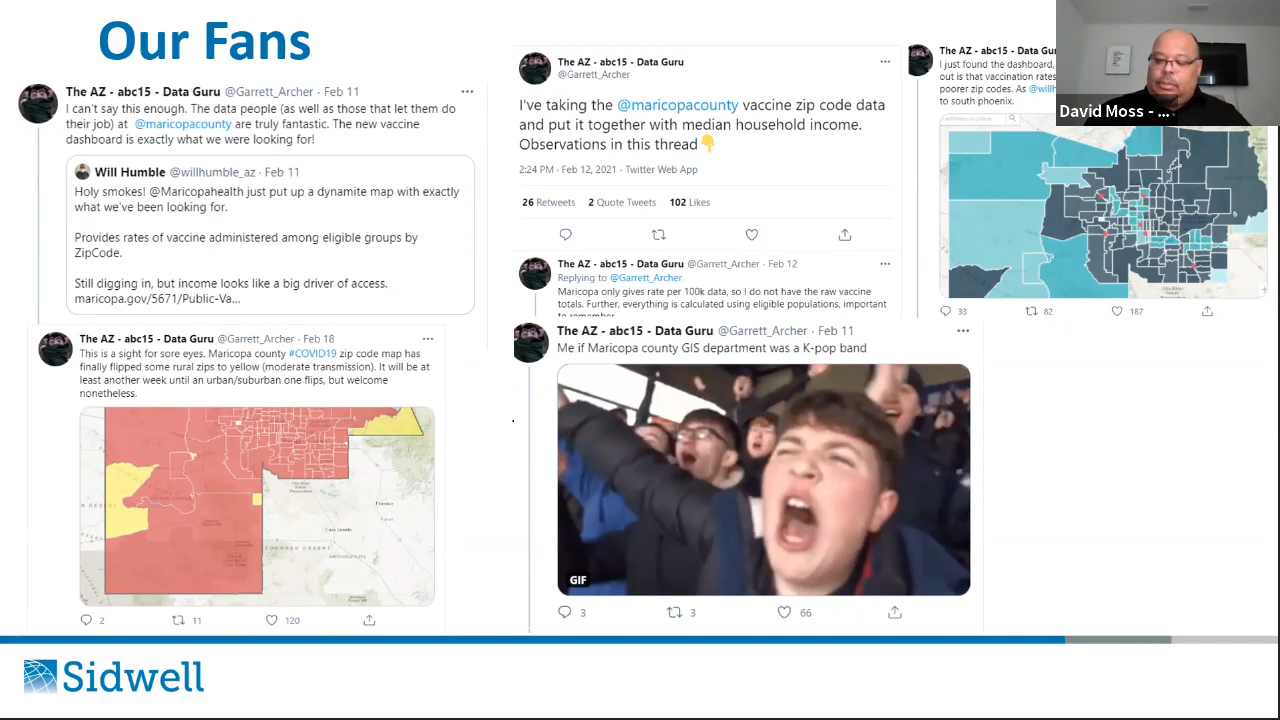 Our Fans
The AZ - abc15 - Data Guru @Garrett_Archer · Feb 11
I can't say this enough. The data people (as well as those that let them do
their job) at @maricopacounty are truly fantastic. The new vaccine
dashboard is exactly what we were looking for!
Will Humble @willhumble_az · Feb 11
Holy smokes! @Maricopahealth just put up a dynamite map with exactly
what we've been looking for.
Provides rates of vaccine administered among eligible groups by
ZipCode.
Still digging in, but income looks like a big driver of access.
maricopa.gov/5671/Public-Va...
The AZ - abc15 - Data Guru @Garrett_Archer · Feb 18
This is a sight for sore eyes. Maricopa county #COVID19 zip code map has
finally flipped some rural zips to yellow (moderate transmission). It will be
at least another week until an urban/suburban one flips, but welcome
nonetheless.
2 11 120
The AZ - abc15 - Data Guru
@Garrett_Archer
I've taking the @maricopacounty vaccine zip code data
and put it together with median household income.
Observations in this thread
2:24 PM · Feb 12, 2021 · Twitter Web App
26 Retweets 2 Quote Tweets 102 Likes
The AZ - abc15 - Data Guru @Garrett_Archer · Feb 12
Replying to @Garrett_Archer
Maricopa only gives rate per 100k data, so I do not have the raw vaccine
totals. Further, everything is calculated using eligible populations, important
to remember
The AZ - abc15 - Data Guru @Garrett_Archer · Feb 11
Me if Maricopa county GIS department was a K-pop band
GIF
3 3 66
The AZ - abc15 - Data Gu
I just found the dashboard,
out is that vaccination rates
poorer zip codes. As @willh
to south phoenix.
33 82 187
David Moss - ...
Sidwell